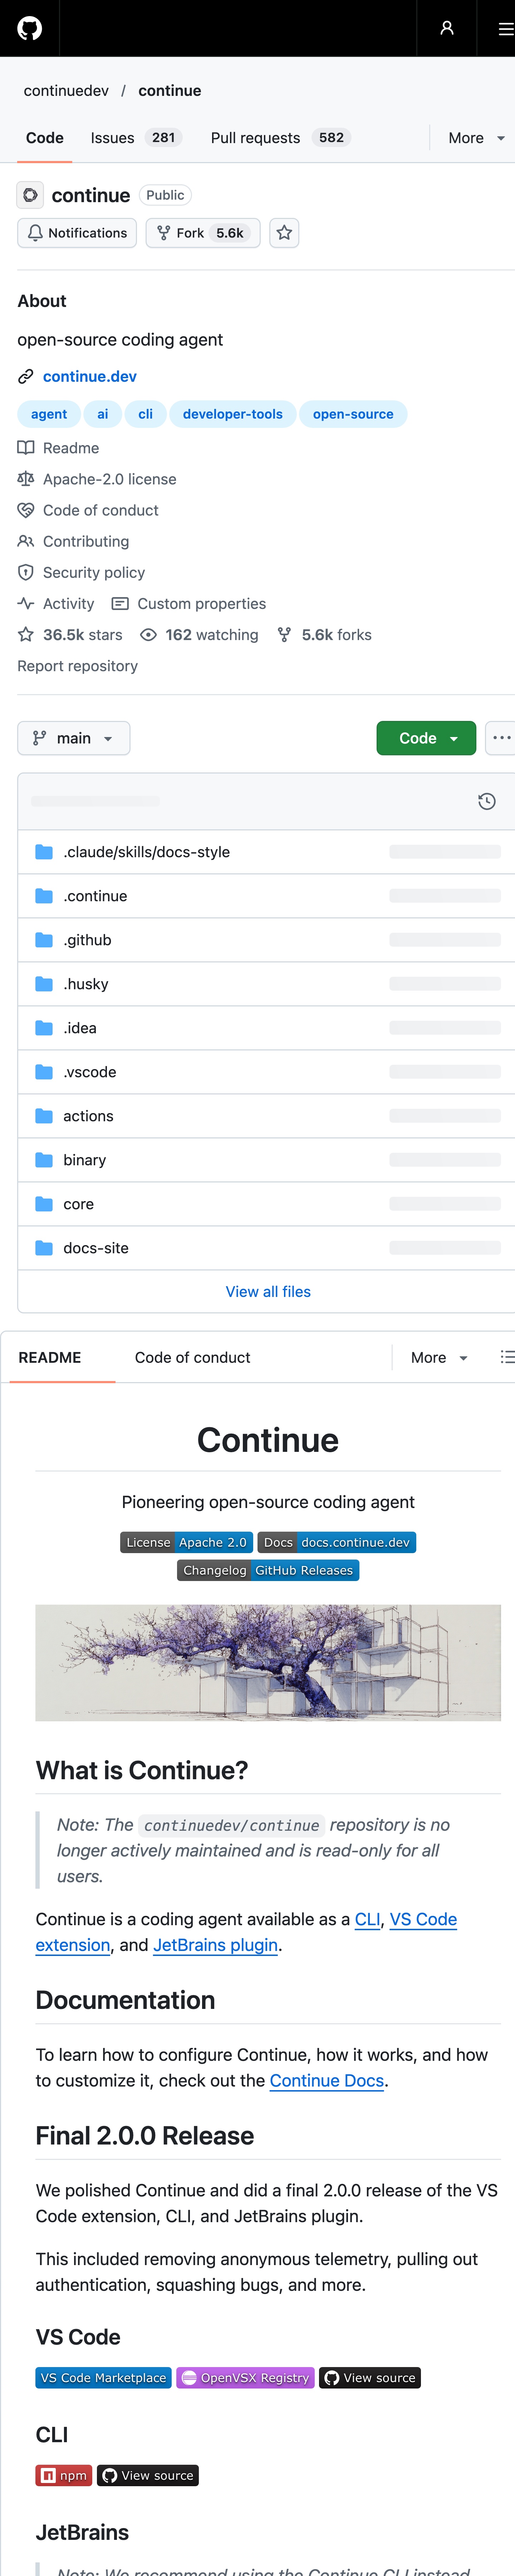 continuedev / continue
Code Issues 281 Pull requests 582 More
continue Public
Notifications Fork 5.6k
About
open-source coding agent
continue.dev
agent ai cli developer-tools open-source
Readme
Apache-2.0 license
Code of conduct
Contributing
Security policy
Activity Custom properties
36.5k stars 162 watching 5.6k forks
Report repository
main Code
.claude/skills/docs-style
.continue
.github
.husky
.idea
.vscode
actions
binary
core
docs-site
View all files
README Code of conduct More
Continue
Pioneering open-source coding agent
License Apache 2.0 Docs docs.continue.dev
Changelog GitHub Releases
What is Continue?
Note: The continuedev/continue repository is no
longer actively maintained and is read-only for all
users.
Continue is a coding agent available as a CLI, VS Code
extension, and JetBrains plugin.
Documentation
To learn how to configure Continue, how it works, and how
to customize it, check out the Continue Docs.
Final 2.0.0 Release
We polished Continue and did a final 2.0.0 release of the VS
Code extension, CLI, and JetBrains plugin.
This included removing anonymous telemetry, pulling out
authentication, squashing bugs, and more.
VS Code
VS Code Marketplace OpenVSX Registry View source
CLI
npm View source
JetBrains
Note: We recommend using the Continue CLI instead